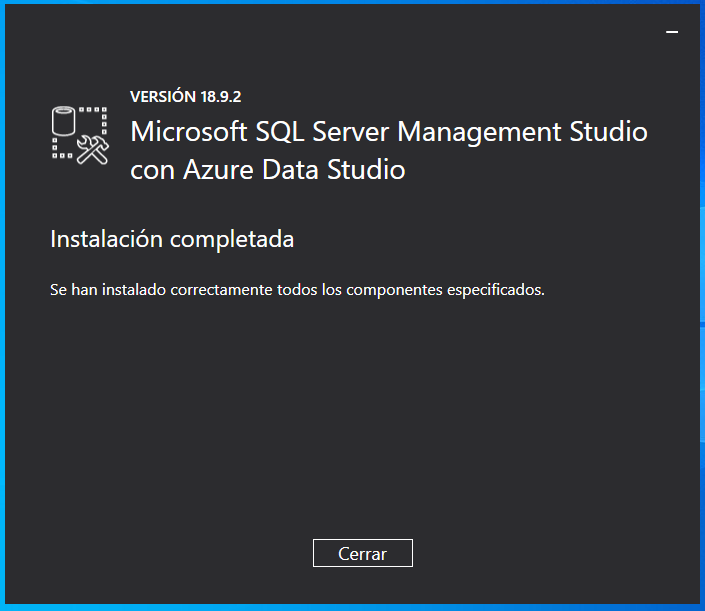 VERSIÓN 18.9.2
Microsoft SQL Server Management Studio
con Azure Data Studio
Instalación completada
Se han instalado correctamente todos los componentes especificados.
Cerrar